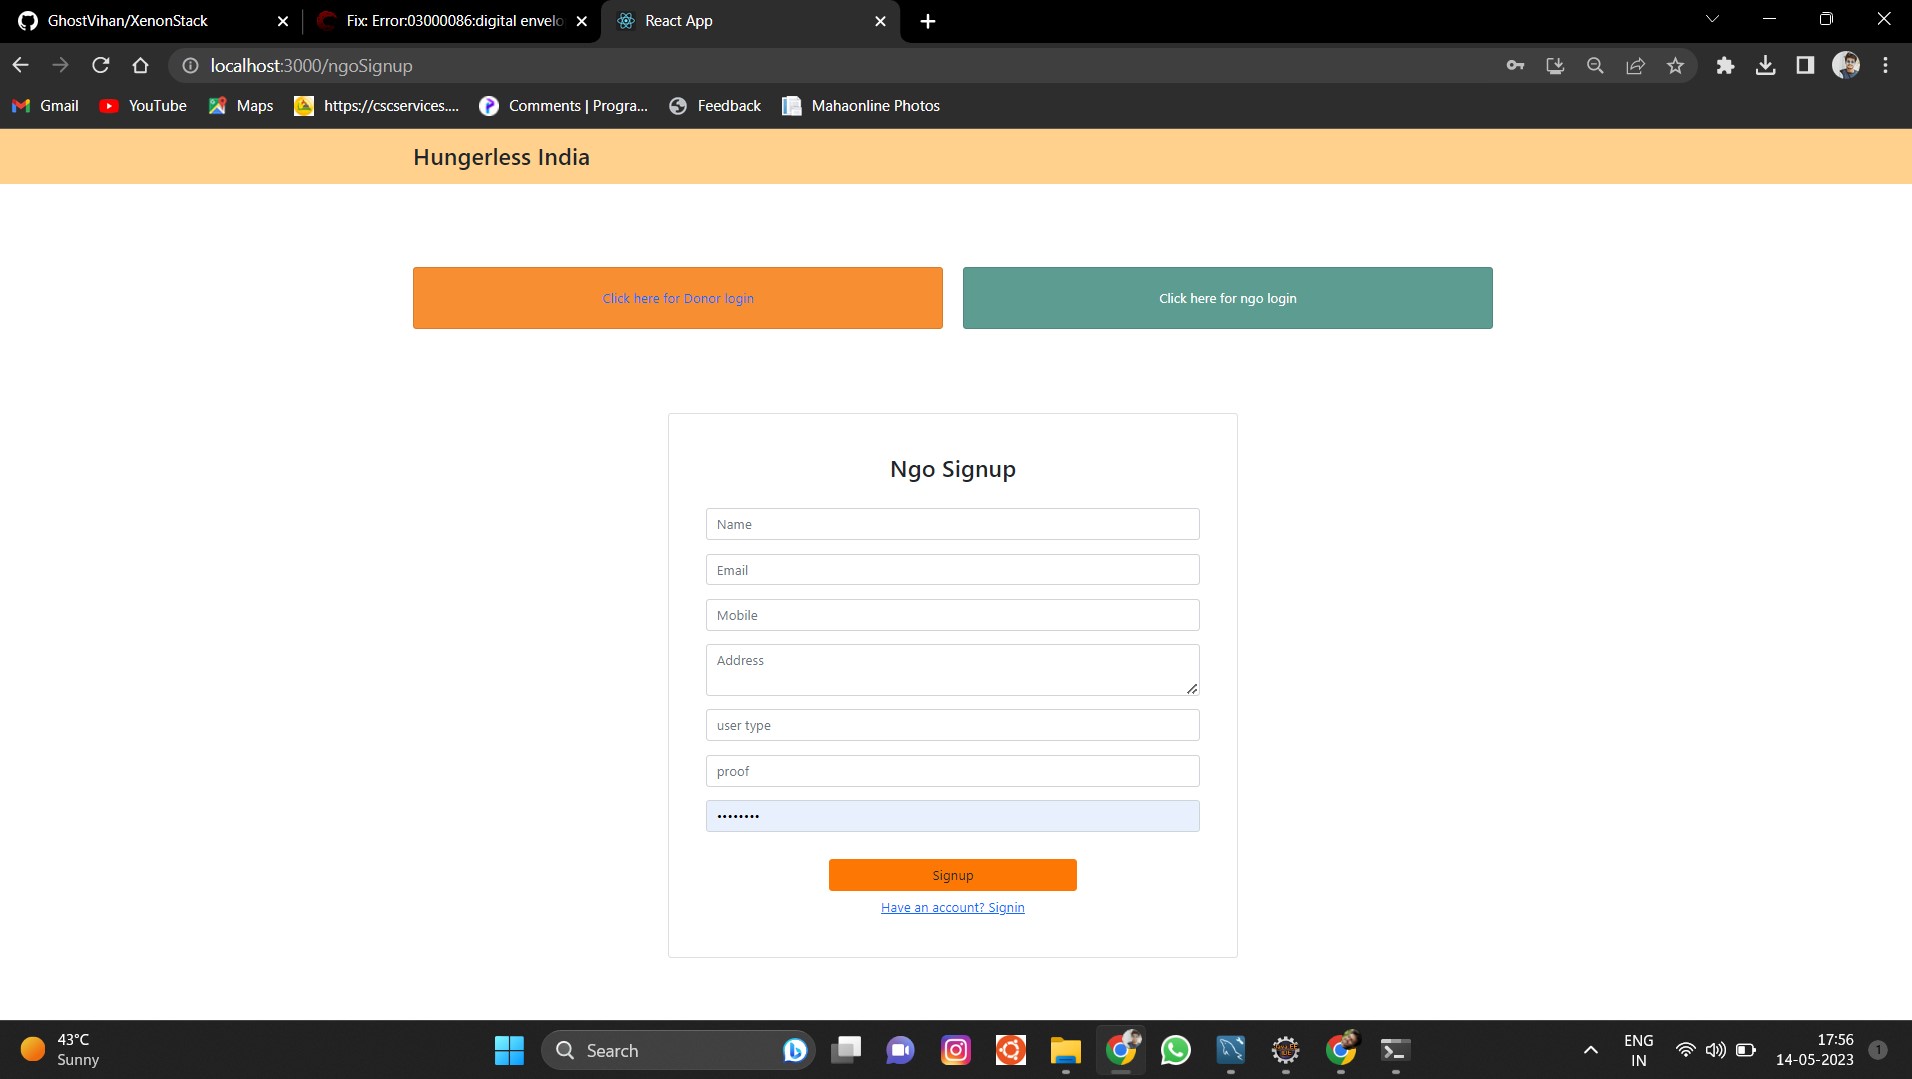 GhostVihan/XenonStack
Fix: Error:03000086:digital envelo
React App
localhost:3000/ngoSignup
Gmail
YouTube
Maps
https://cscservices....
Comments | Progra...
Feedback
Mahaonline Photos
Hungerless India
Click here for Donor login
Click here for ngo login
Ngo Signup
Name
Email
Mobile
Address
user type
proof
••••••••
Signup
Have an account? Signin
43°C
Sunny
Search
ENG
IN
17:56
14-05-2023
1